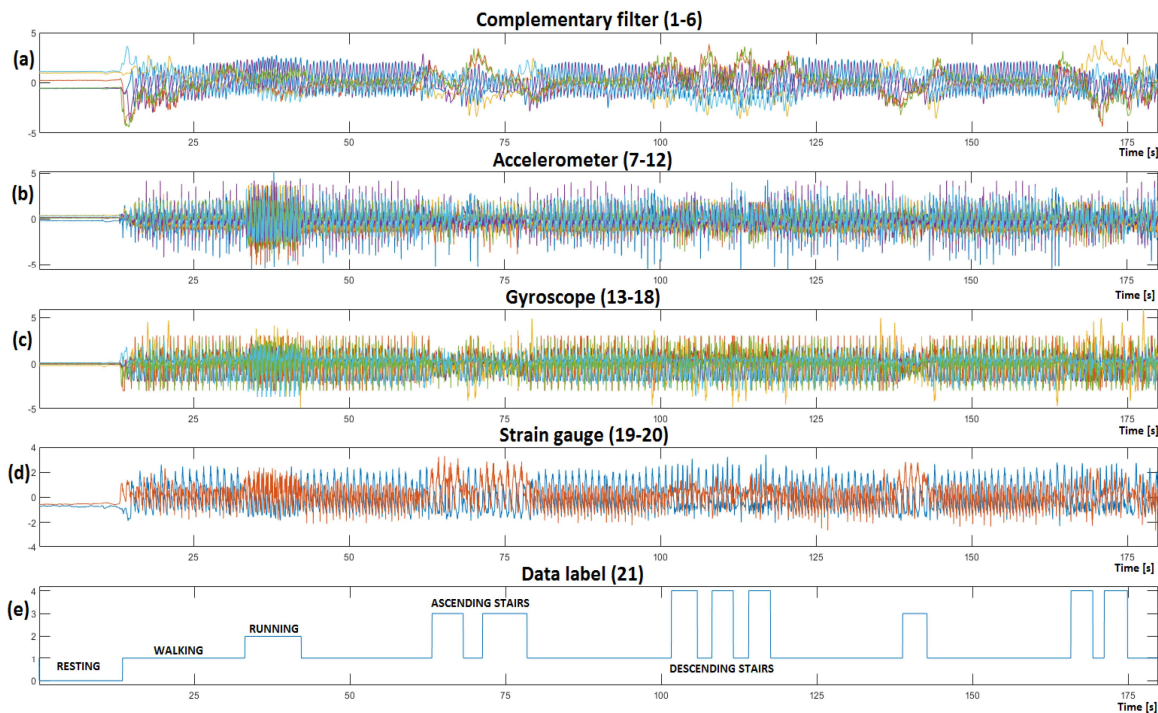 Complementary filter (1-6)
(a)
5
0
-5
25 50 75 100 125 150 175
Time [s]
Accelerometer (7-12)
(b)
5
0
-5
25 50 75 100 125 150 175
Time [s]
Gyroscope (13-18)
(c)
5
0
-5
25 50 75 100 125 150 175
Time [s]
Strain gauge (19-20)
(d)
4
2
0
-2
-4
25 50 75 100 125 150 175
Time [s]
Data label (21)
(e)
4
3
2
1
0
ASCENDING STAIRS
RUNNING
WALKING
RESTING
DESCENDING STAIRS
25 50 75 100 125 150 175
Time [s]